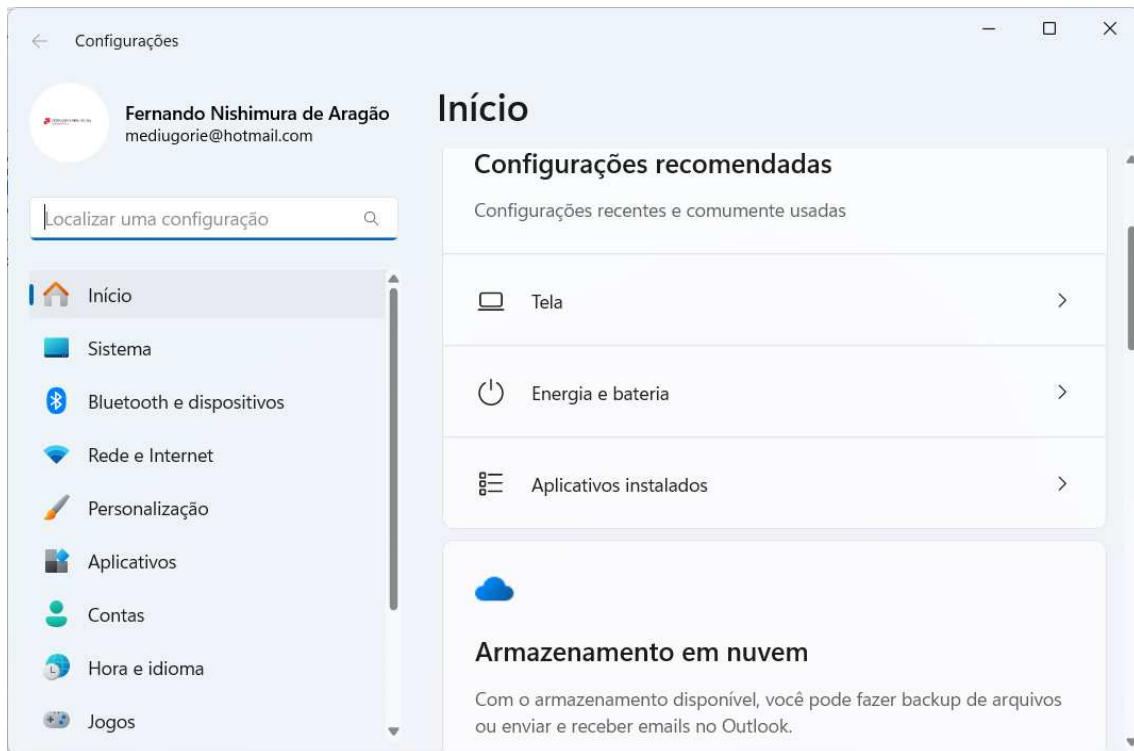 Configurações
Fernando Nishimura de Aragão
mediugorie@hotmail.com
Localizar uma configuração
Início
Sistema
Bluetooth e dispositivos
Rede e Internet
Personalização
Aplicativos
Contas
Hora e idioma
Jogos
Início
Configurações recomendadas
Configurações recentes e comumente usadas
Tela
Energia e bateria
Aplicativos instalados
Armazenamento em nuvem
Com o armazenamento disponível, você pode fazer backup de arquivos
ou enviar e receber emails no Outlook.